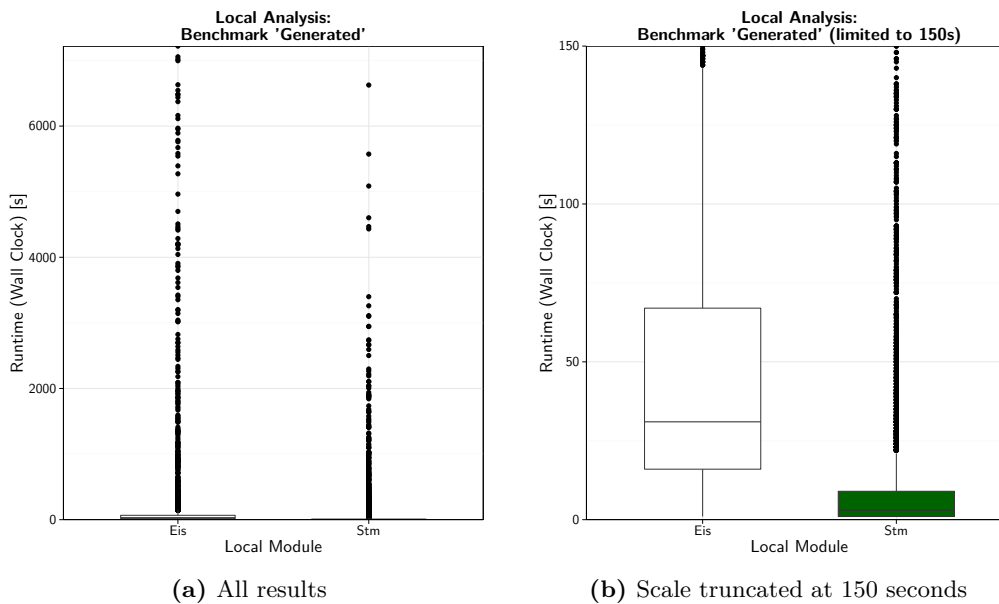 Local Analysis:
Benchmark 'Generated'
6000
4000
2000
0
Runtime (Wall Clock) [s]
Eis
Stm
Local Module
(a) All results
Local Analysis:
Benchmark 'Generated' (limited to 150s)
150
100
50
0
Runtime (Wall Clock) [s]
Eis
Stm
Local Module
(b) Scale truncated at 150 seconds